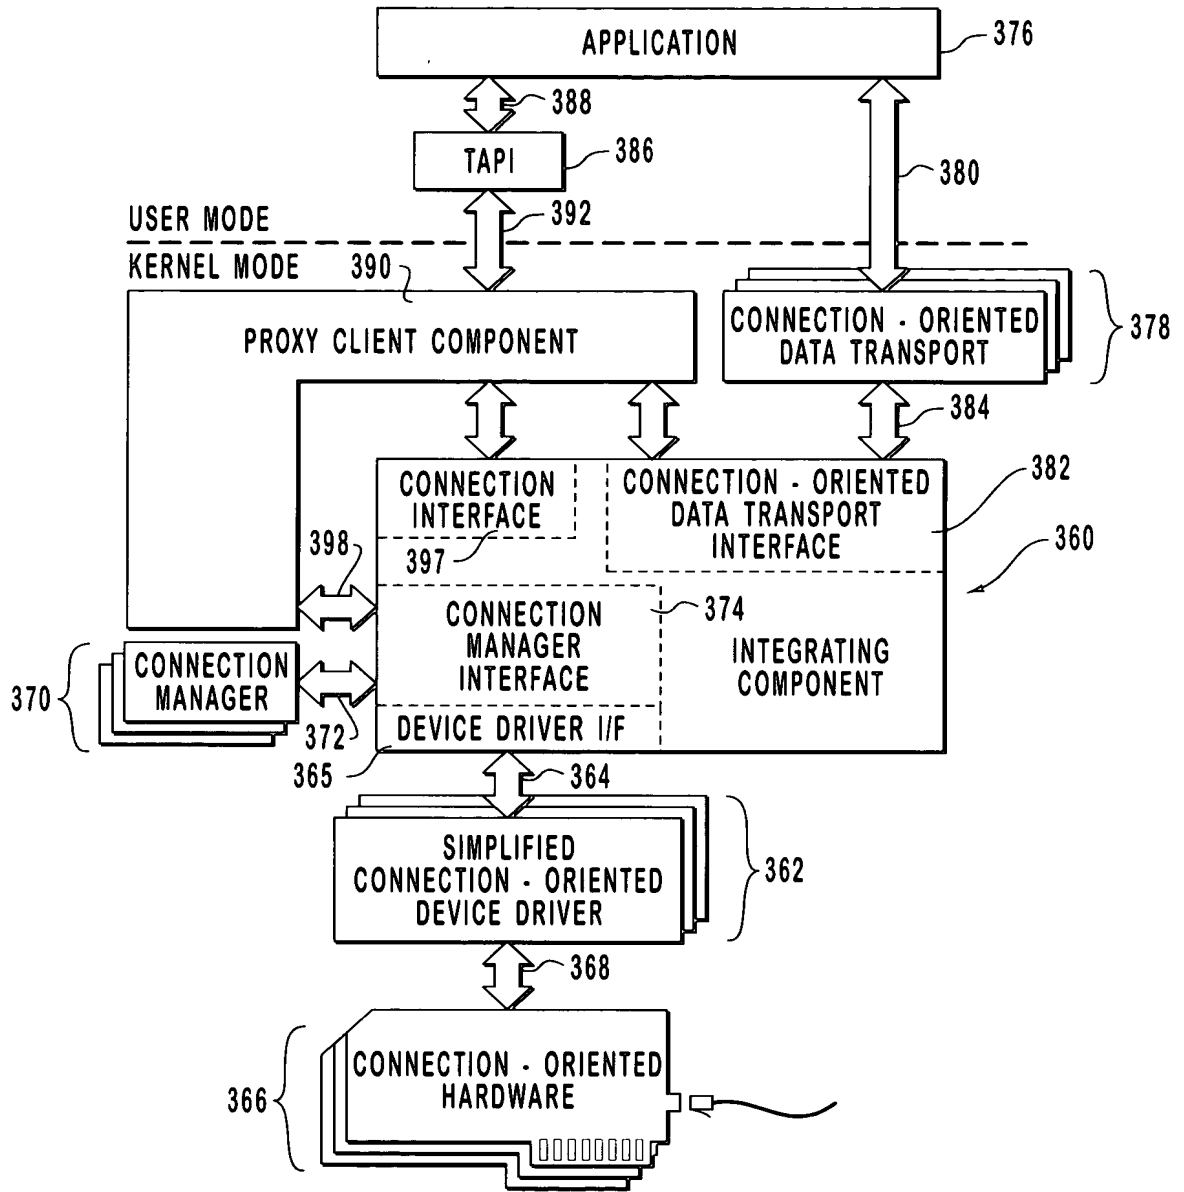 APPLICATION
376
388
TAPI
386
380
392
USER MODE
KERNEL MODE
390
PROXY CLIENT COMPONENT
CONNECTION - ORIENTED
DATA TRANSPORT
378
384
CONNECTION
INTERFACE
397
CONNECTION - ORIENTED
DATA TRANSPORT
INTERFACE
382
398
360
CONNECTION
MANAGER
INTERFACE
374
INTEGRATING
COMPONENT
370
CONNECTION
MANAGER
372
DEVICE DRIVER I/F
365
364
SIMPLIFIED
CONNECTION - ORIENTED
DEVICE DRIVER
362
368
CONNECTION - ORIENTED
HARDWARE
366